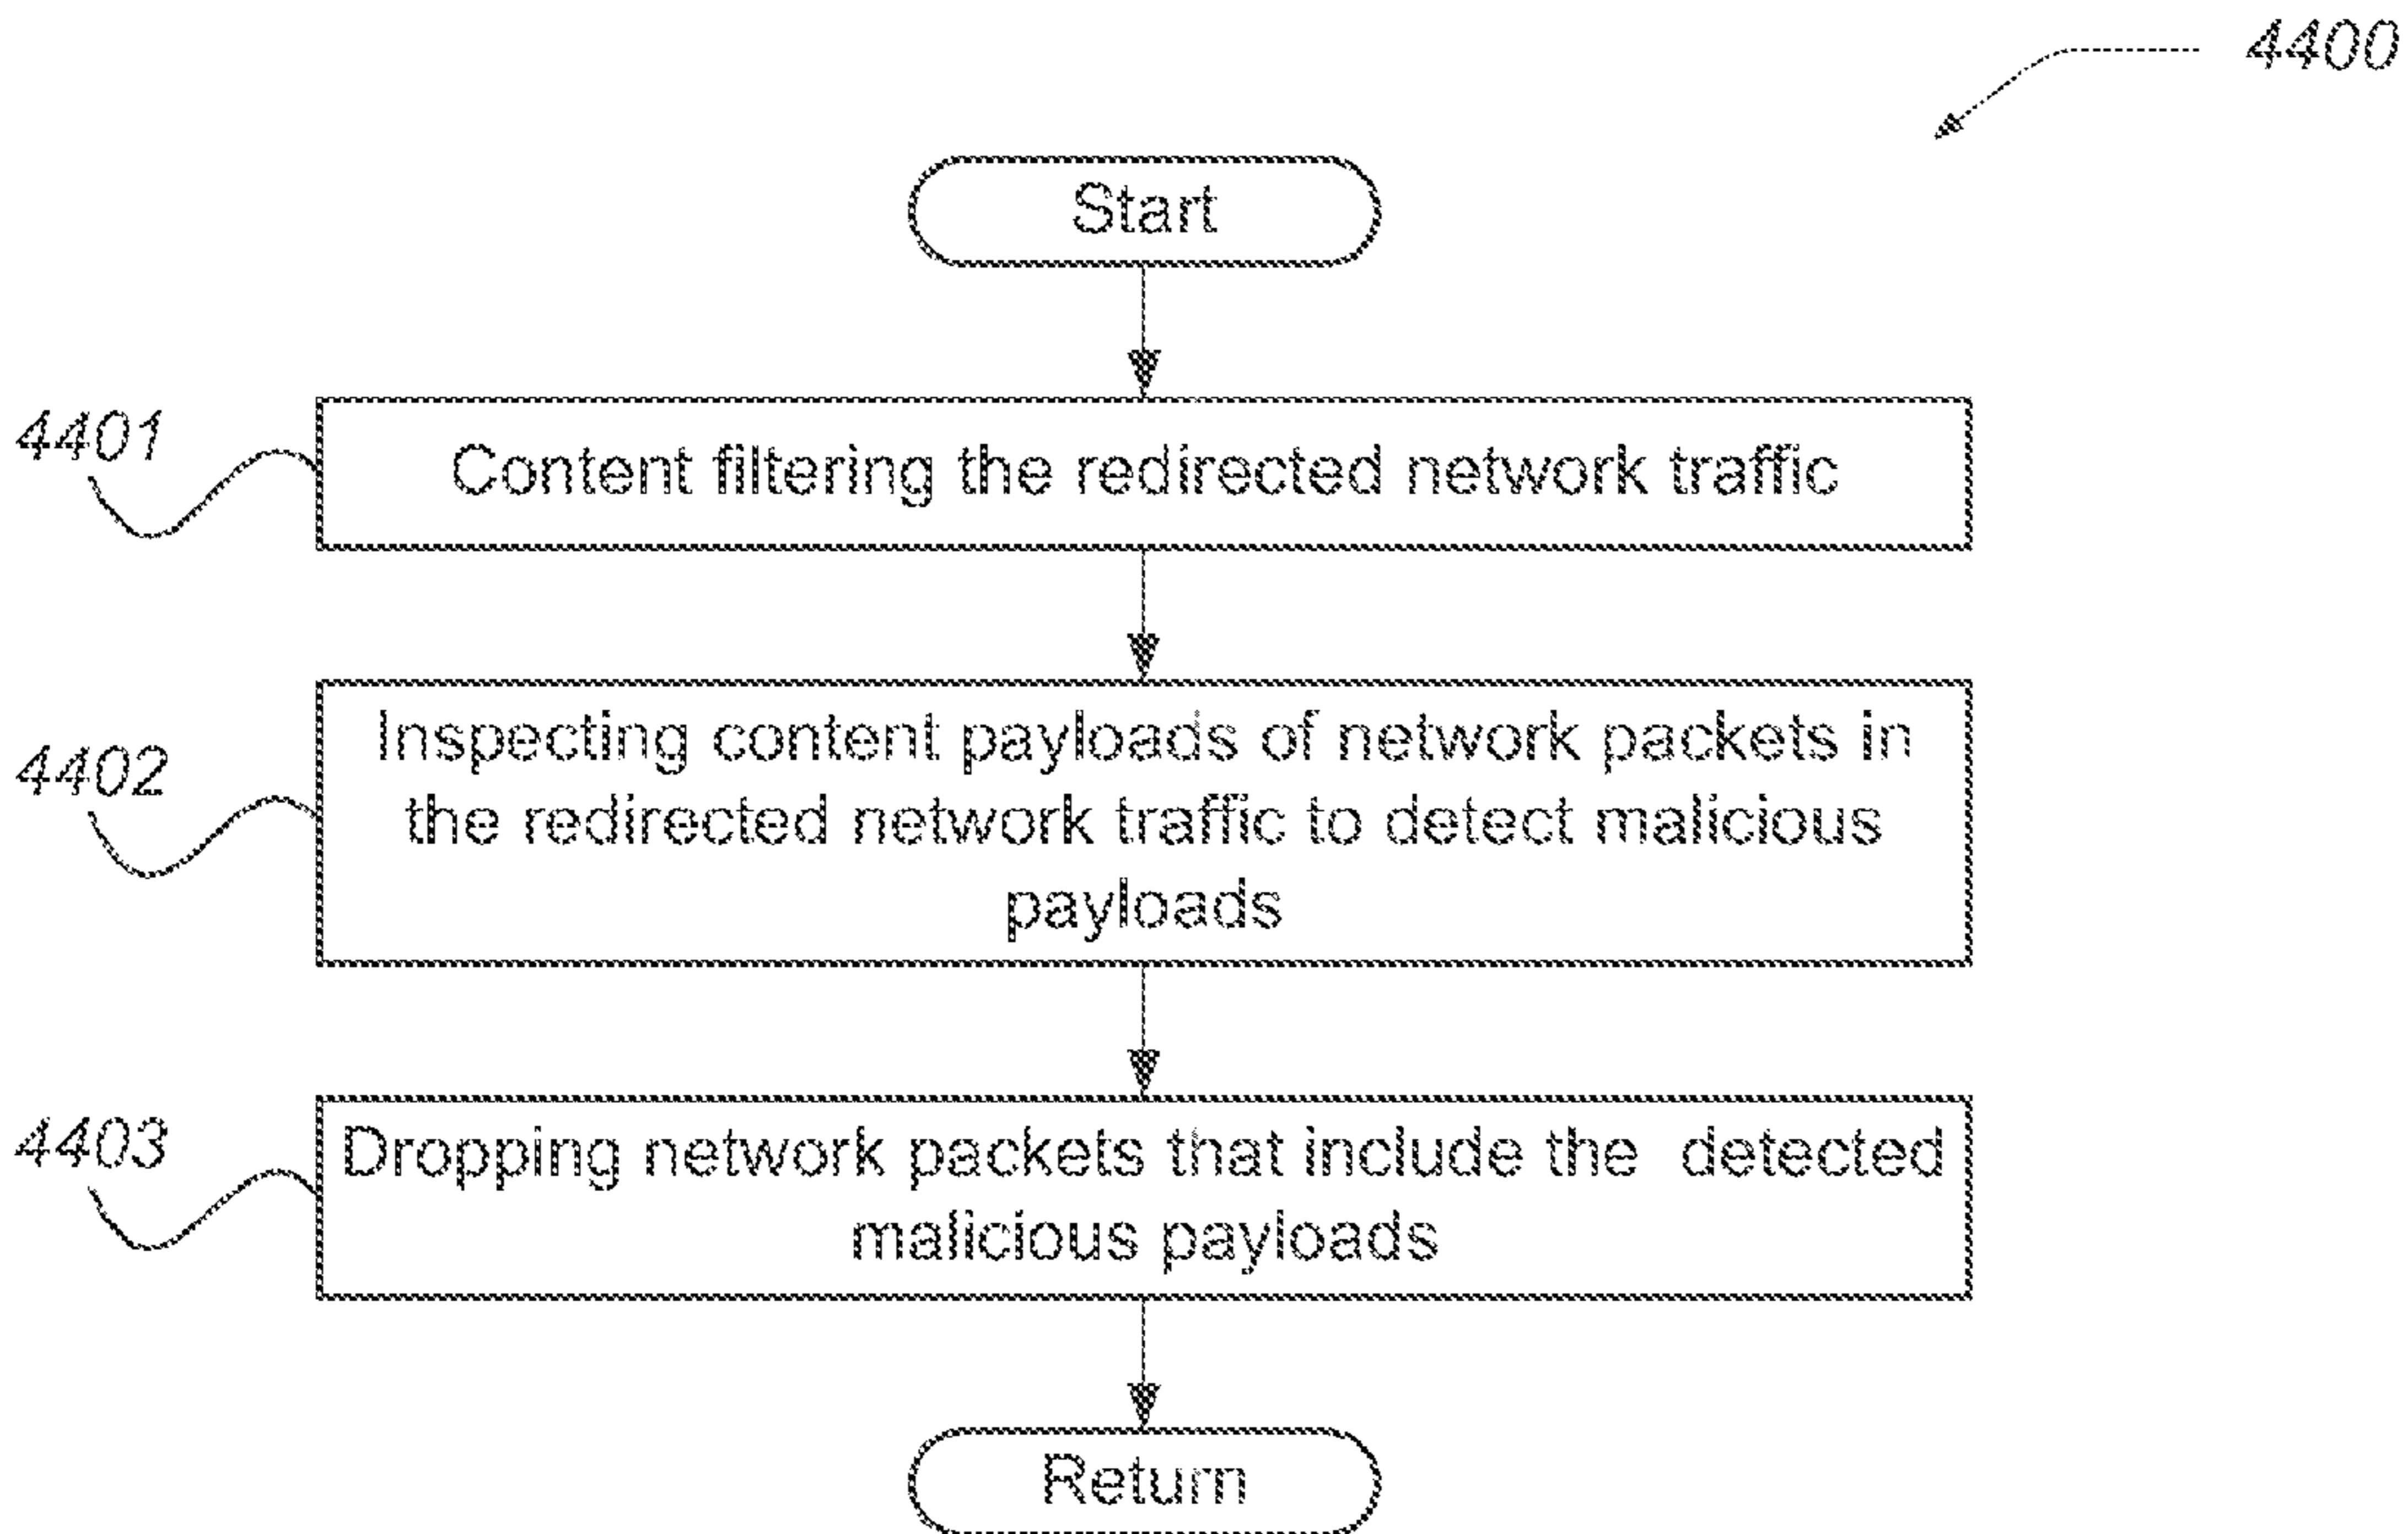 4400
Start
4401
Content filtering the redirected network traffic
4402
Inspecting content payloads of network packets in
the redirected network traffic to detect malicious
payloads
4403
Dropping network packets that include the detected
malicious payloads
Return